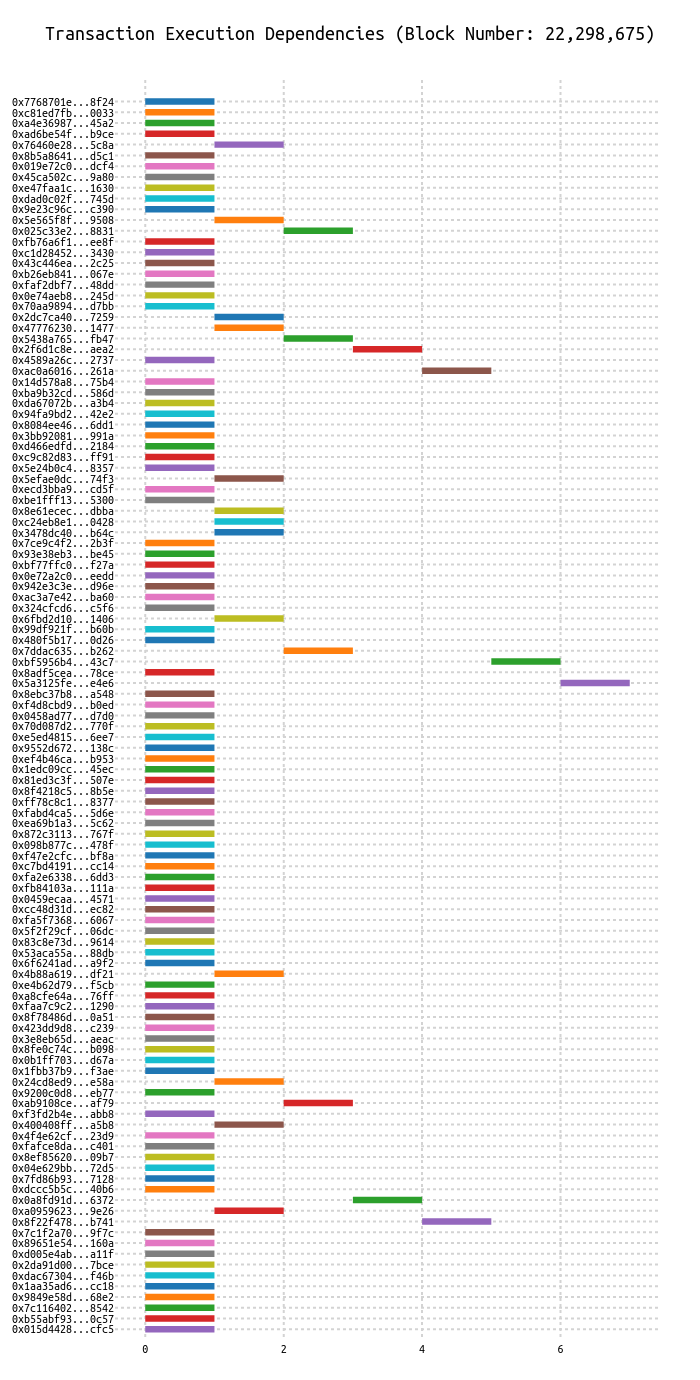 Transaction Execution Dependencies (Block Number: 22,298,675)
0x7768701e...8f24
0xc81ed7fb...0033
0xa4e36987...45a2
0xad6be54f...b9ce
0x76460e28...5c8a
0x8b5a8641...d5c1
0x019e72c0...dcf4
0x45ca502c...9a80
0xe47faa1c...1630
0xdad0c02f...745d
0x9e23c96c...c390
0x5e565f8f...9508
0x025c33e2...8831
0xfb76a6f1...ee8f
0xc1d28452...3430
0x43c446ea...2c25
0xb26eb841...067e
0xfaf2dbf7...48dd
0x0e74aeb8...245d
0x70aa9894...d7bb
0x2dc7ca40...7259
0x47776230...1477
0x5438a765...fb47
0x2f6d1c8e...aea2
0x4589a26c...2737
0xac0a6016...261a
0x14d578a8...75b4
0xba9b32cd...586d
0xda67072b...a3b4
0x94fa9bd2...42e2
0x8084ee46...6dd1
0x3bb92081...991a
0xd466edfd...2184
0xc9c82d83...ff91
0x5e24b0c4...8357
0x5efae0dc...74f3
0xecd3bba9...cd5f
0xbe1fff13...5300
0x8e61ecec...dbba
0xc24eb8e1...0428
0x3478dc40...b64c
0x7ce9c4f2...2b3f
0x93e38eb3...be45
0xbf77ffc0...f27a
0x0e72a2c0...eedd
0x942e3c3e...d96e
0xac3a7e42...ba60
0x324cfcd6...c5f6
0x6fbd2d10...1406
0x99df921f...b60b
0x480f5b17...0d26
0x7ddac635...b262
0xbf5956b4...43c7
0x8adf5cea...78ce
0x5a3125fe...e4e6
0x8ebc37b8...a548
0xf4d8cbd9...b0ed
0x0458ad77...d7d0
0x70d087d2...770f
0xe5ed4815...6ee7
0x9552d672...138c
0xef4b46ca...b953
0x1edc09cc...45ec
0x81ed3c3f...507e
0x8f4218c5...8b5e
0xff78c8c1...8377
0xfabd4ca5...5d6e
0xea69b1a3...5c62
0x872c3113...767f
0x098b877c...478f
0xf47e2cfc...bf8a
0xc7bd4191...cc14
0xfa2e6338...6dd3
0xfb84103a...111a
0x0459ecaa...4571
0xcc48d31d...ec82
0xfa5f7368...6067
0x5f2f29cf...06dc
0x83c8e73d...9614
0x53aca55a...88db
0x6f6241ad...a9f2
0x4b88a619...df21
0xe4b62d79...f5cb
0xa8cfe64a...76ff
0xfaa7c9c2...1290
0x8f78486d...0a51
0x423dd9d8...c239
0x3e8eb65d...aeac
0x8fe0c74c...b098
0x0b1ff703...d67a
0x1fbb37b9...f3ae
0x24cd8ed9...e58a
0x9200c0d8...eb77
0xab9108ce...af79
0xf3fd2b4e...abb8
0x400408ff...a5b8
0x4f4e62cf...23d9
0xfafce8da...c401
0x8ef85620...09b7
0x04e629bb...72d5
0x7fd86b93...7128
0xdccc5b5c...40b6
0x0a8fd91d...6372
0xa0959623...9e26
0x8f22f478...b741
0x7c1f2a70...9f7c
0x89651e54...160a
0xd005e4ab...a11f
0x2da91d00...7bce
0xdac67304...f46b
0x1aa35ad6...cc18
0x9849e58d...68e2
0x7c116402...8542
0xb55abf93...0c57
0x015d4428...cfc5
0 2 4 6